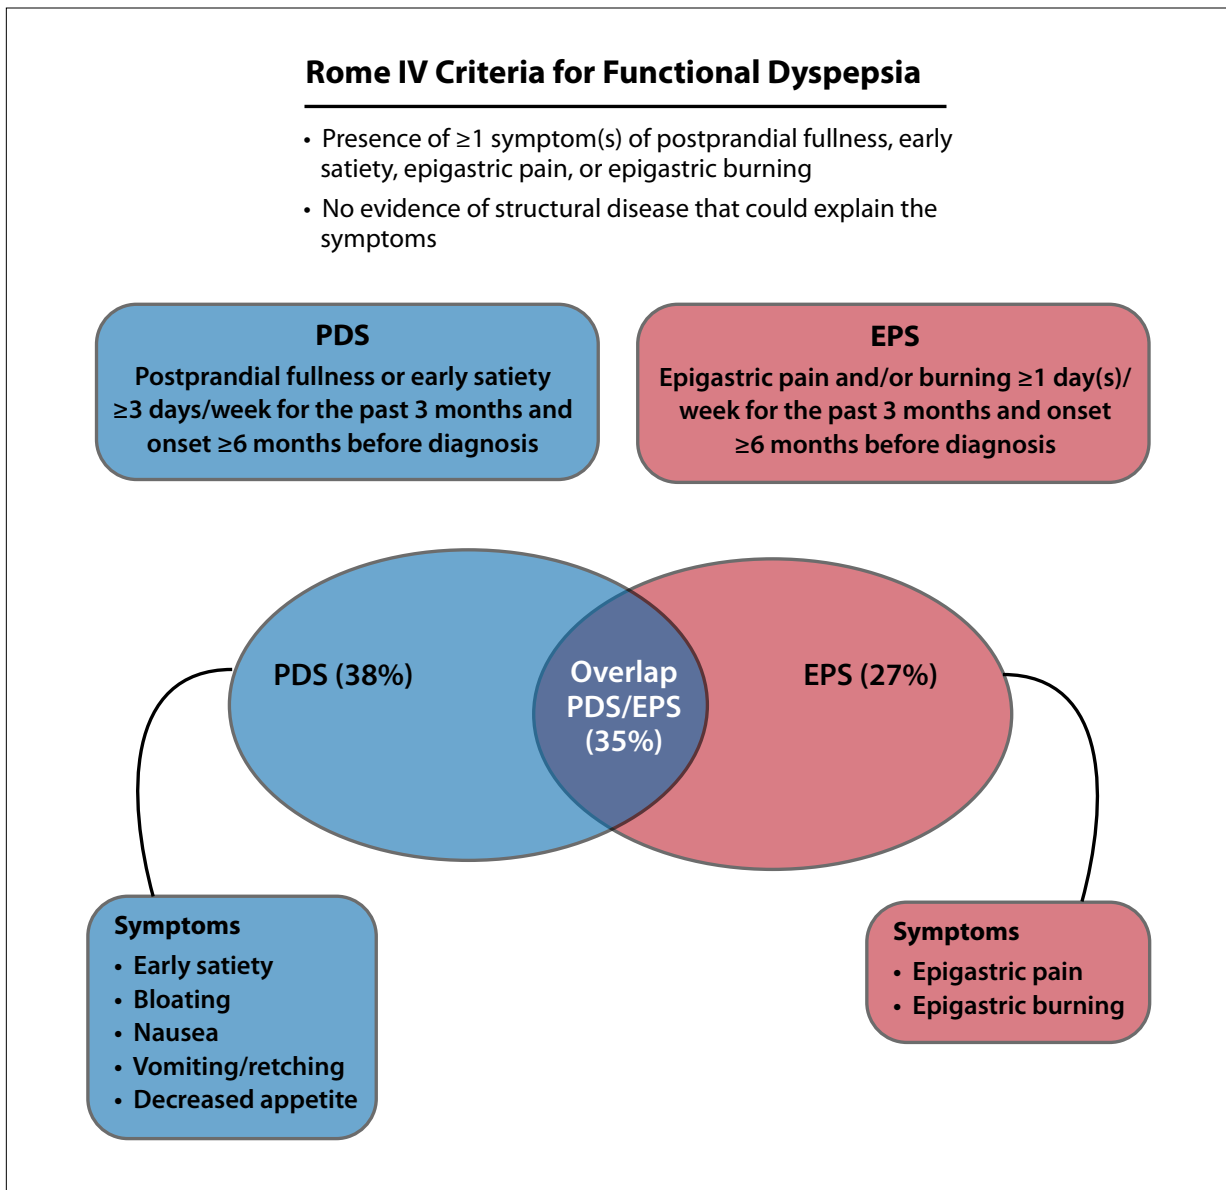 Rome IV Criteria for Functional Dyspepsia
• Presence of ≥1 symptom(s) of postprandial fullness, early
satiety, epigastric pain, or epigastric burning
• No evidence of structural disease that could explain the
symptoms
PDS
Postprandial fullness or early satiety
≥3 days/week for the past 3 months and
onset ≥6 months before diagnosis
EPS
Epigastric pain and/or burning ≥1 day(s)/
week for the past 3 months and onset
≥6 months before diagnosis
PDS (38%)
Overlap
PDS/EPS
(35%)
EPS (27%)
Symptoms
• Early satiety
• Bloating
• Nausea
• Vomiting/retching
• Decreased appetite
Symptoms
• Epigastric pain
• Epigastric burning